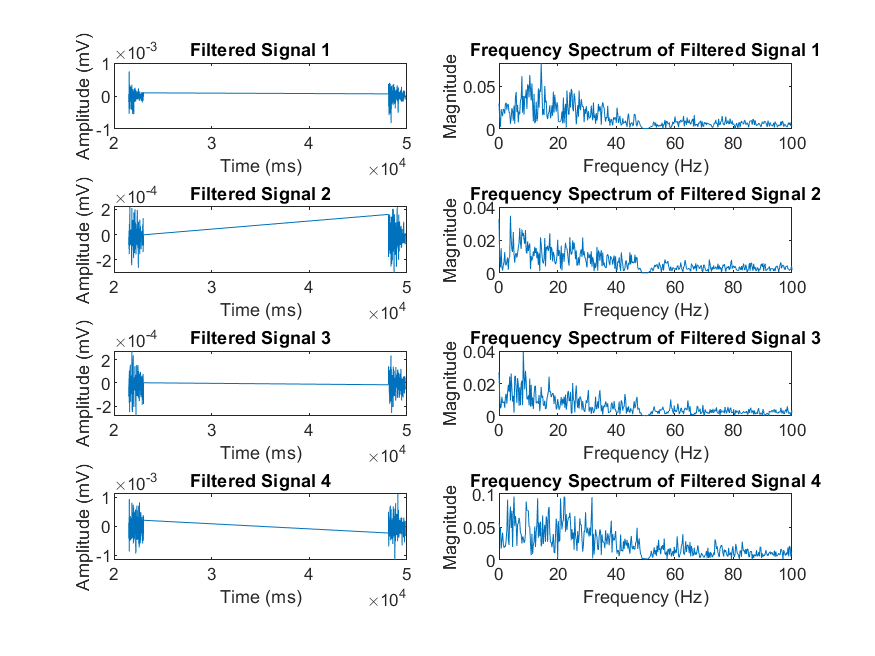 Filtered Signal 1
×10-3
Amplitude (mV)
1
0
-1
2
3
4
5
Time (ms)
×104
Frequency Spectrum of Filtered Signal 1
Magnitude
0.05
0
0
20
40
60
80
100
Frequency (Hz)
Filtered Signal 2
×10-4
Amplitude (mV)
2
0
-2
2
3
4
5
Time (ms)
×104
Frequency Spectrum of Filtered Signal 2
Magnitude
0.04
0.02
0
0
20
40
60
80
100
Frequency (Hz)
Filtered Signal 3
×10-4
Amplitude (mV)
2
0
-2
2
3
4
5
Time (ms)
×104
Frequency Spectrum of Filtered Signal 3
Magnitude
0.04
0.02
0
0
20
40
60
80
100
Frequency (Hz)
Filtered Signal 4
×10-3
Amplitude (mV)
1
0
-1
2
3
4
5
Time (ms)
×104
Frequency Spectrum of Filtered Signal 4
Magnitude
0.1
0.05
0
0
20
40
60
80
100
Frequency (Hz)